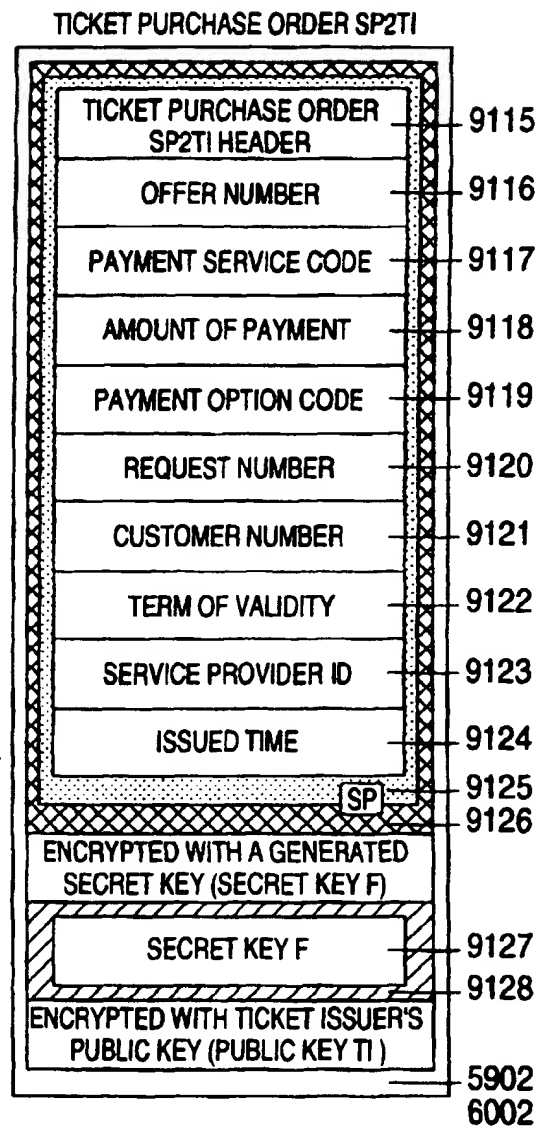 TICKET PURCHASE ORDER SP2TI
TICKET PURCHASE ORDER
SP2TI HEADER
9115
OFFER NUMBER
9116
PAYMENT SERVICE CODE
9117
AMOUNT OF PAYMENT
9118
PAYMENT OPTION CODE
9119
REQUEST NUMBER
9120
CUSTOMER NUMBER
9121
TERM OF VALIDITY
9122
SERVICE PROVIDER ID
9123
ISSUED TIME
9124
SP
9125
9126
ENCRYPTED WITH A GENERATED
SECRET KEY (SECRET KEY F)
SECRET KEY F
9127
9128
ENCRYPTED WITH TICKET ISSUER'S
PUBLIC KEY (PUBLIC KEY TI )
5902
6002